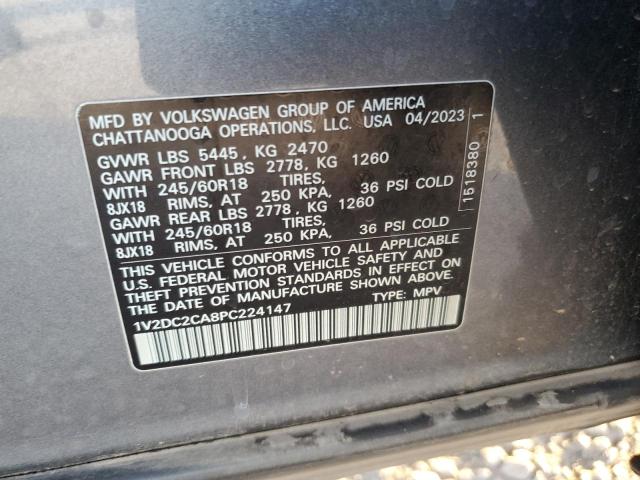 MFD BY VOLKSWAGEN GROUP OF AMERICA
CHATTANOOGA OPERATIONS, LLC. USA 04/2023
GVWR LBS 5445, KG 2470
GAWR FRONT LBS 2778, KG 1260
WITH 245/60R18 TIRES,
8JX18 RIMS, AT 250 KPA, 36 PSI COLD
GAWR REAR LBS 2778, KG 1260
WITH 245/60R18 TIRES,
8JX18 RIMS, AT 250 KPA, 36 PSI COLD
THIS VEHICLE CONFORMS TO ALL APPLICABLE
U.S. FEDERAL MOTOR VEHICLE SAFETY AND
THEFT PREVENTION STANDARDS IN EFFECT ON
THE DATE OF MANUFACTURE SHOWN ABOVE.
1V2DC2CA8PC224147 TYPE: MPV
1518380 1